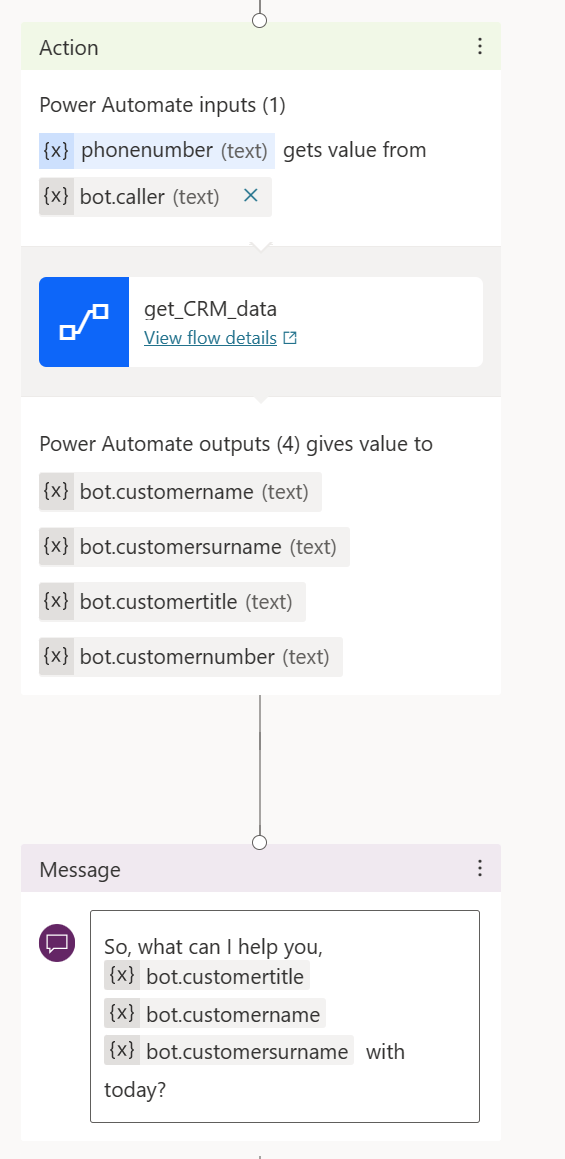 Action
Power Automate inputs (1)
{x} phonenumber (text) gets value from
{x} bot.caller (text)
get_CRM_data
View flow details
Power Automate outputs (4) gives value to
{x} bot.customername (text)
{x} bot.customersurname (text)
{x} bot.customertitle (text)
{x} bot.customernumber (text)
Message
So, what can I help you,
{x} bot.customertitle
{x} bot.customername
{x} bot.customersurname with
today?